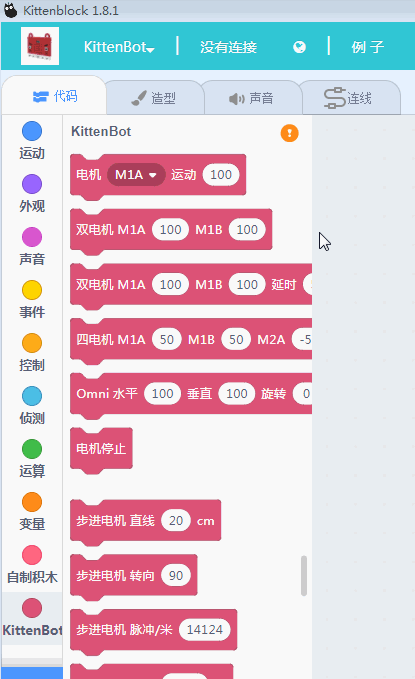 Kittenblock 1.8.1
KittenBot 没有连接 例 子
代码 造型 声音 连线
运动
外观
声音
事件
控制
侦测
运算
变量
自制积木
KittenBot
KittenBot
电机 M1A 运动 100
双电机 M1A 100 M1B 100
双电机 M1A 100 M1B 100 延时
四电机 M1A 50 M1B 50 M2A -5
Omni 水平 100 垂直 100 旋转 0
电机停止
步进电机 直线 20 cm
步进电机 转向 90
步进电机 脉冲/米 14124